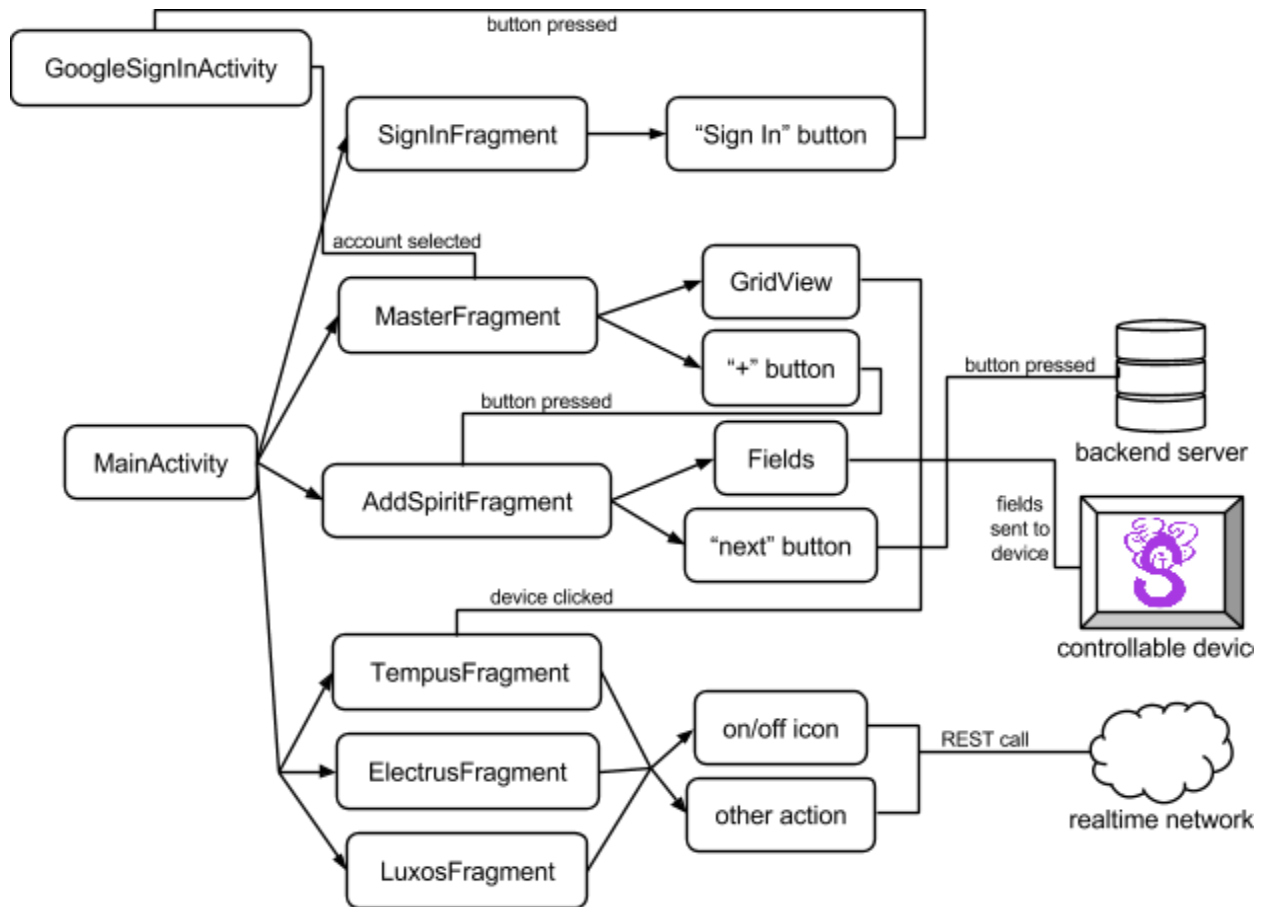 button pressed
GoogleSignInActivity
SignInFragment
“Sign In” button
account selected
GridView
MasterFragment
“+” button
button pressed
button pressed
backend server
MainActivity
Fields
AddSpiritFragment
“next” button
fields
sent to
device
device clicked
controllable devic
TempusFragment
on/off icon
REST call
ElectrusFragment
other action
realtime network
LuxosFragment